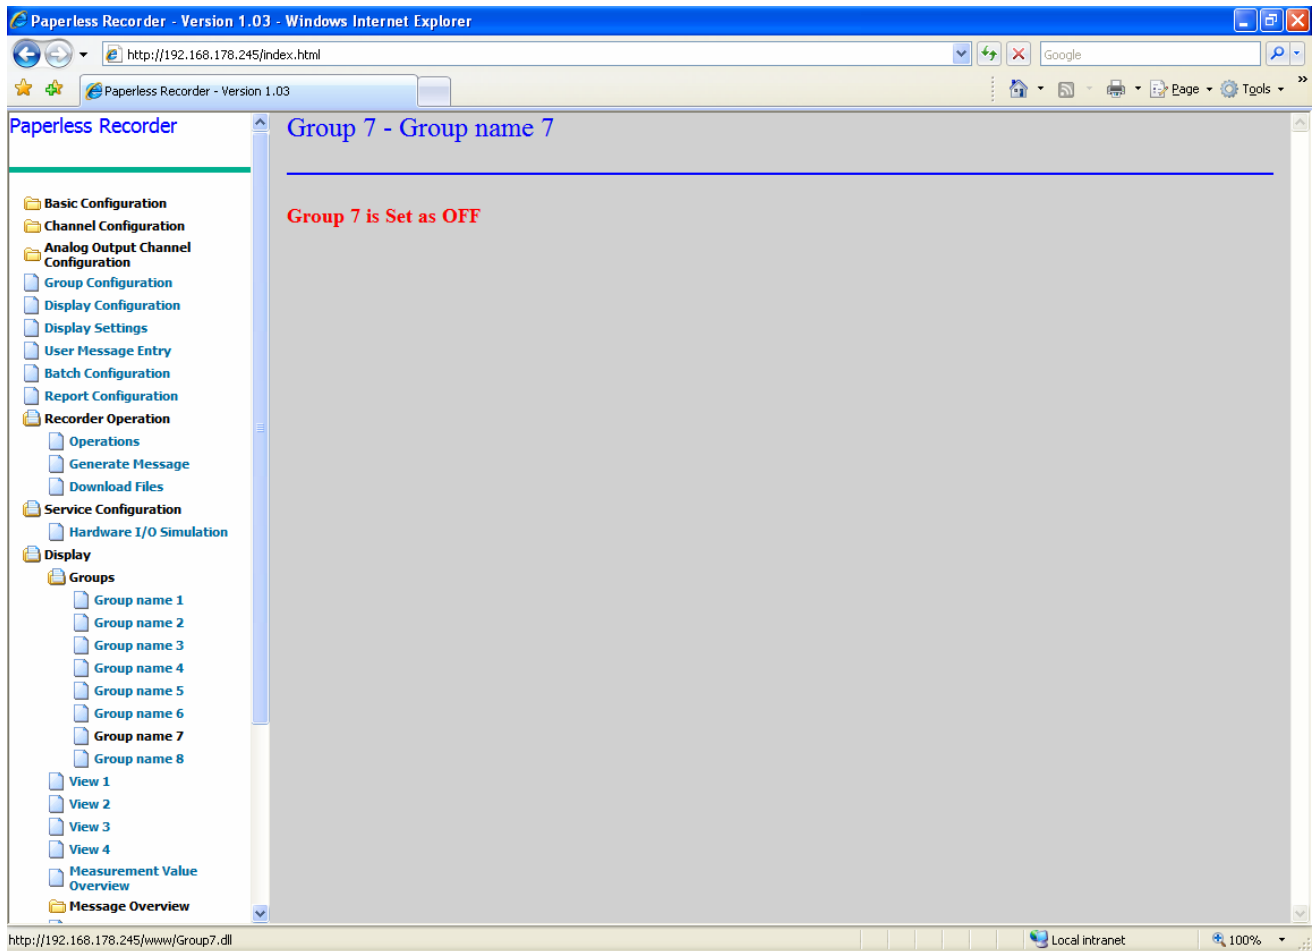 Paperless Recorder - Version 1.03 - Windows Internet Explorer
http://192.168.178.245/index.html
Google
Paperless Recorder - Version 1.03
Page
Tools
Paperless Recorder
Basic Configuration
Channel Configuration
Analog Output Channel
Configuration
Group Configuration
Display Configuration
Display Settings
User Message Entry
Batch Configuration
Report Configuration
Recorder Operation
Operations
Generate Message
Download Files
Service Configuration
Hardware I/O Simulation
Display
Groups
Group name 1
Group name 2
Group name 3
Group name 4
Group name 5
Group name 6
Group name 7
Group name 8
View 1
View 2
View 3
View 4
Measurement Value
Overview
Message Overview
Group 7 - Group name 7
Group 7 is Set as OFF
http://192.168.178.245/www/Group7.dll
Local intranet
100%